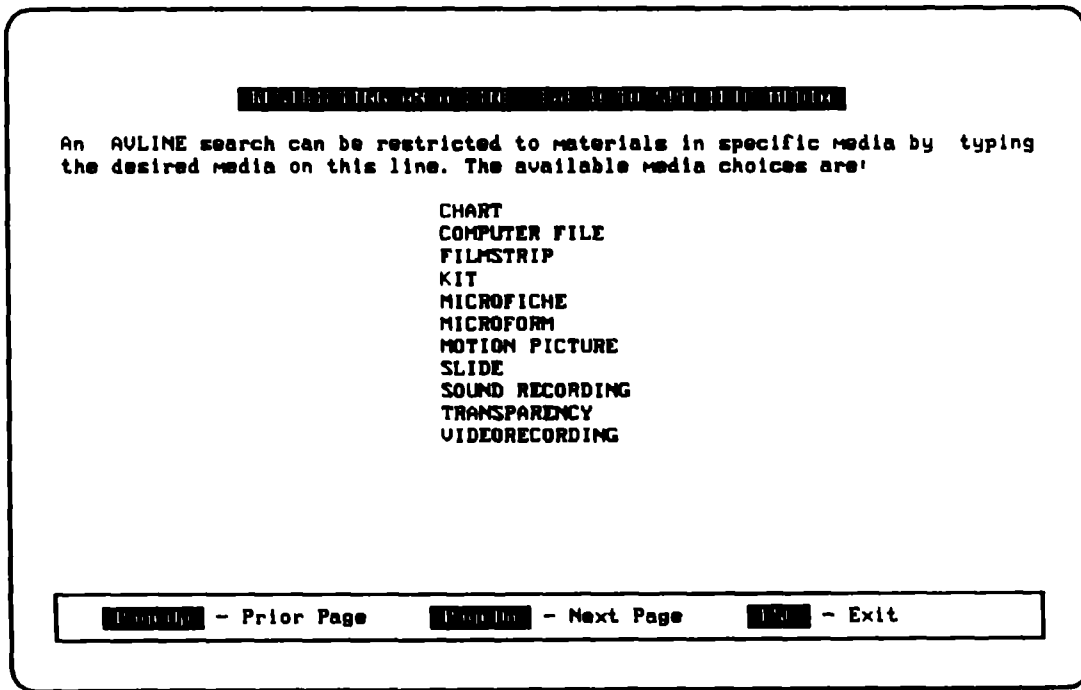 An AVLINE search can be restricted to materials in specific media by typing
the desired media on this line. The available media choices are:
CHART
COMPUTER FILE
FILMSTRIP
KIT
MICROFICHE
MICROFORM
MOTION PICTURE
SLIDE
SOUND RECORDING
TRANSPARENCY
VIDEORECORDING
- Prior Page - Next Page - Exit